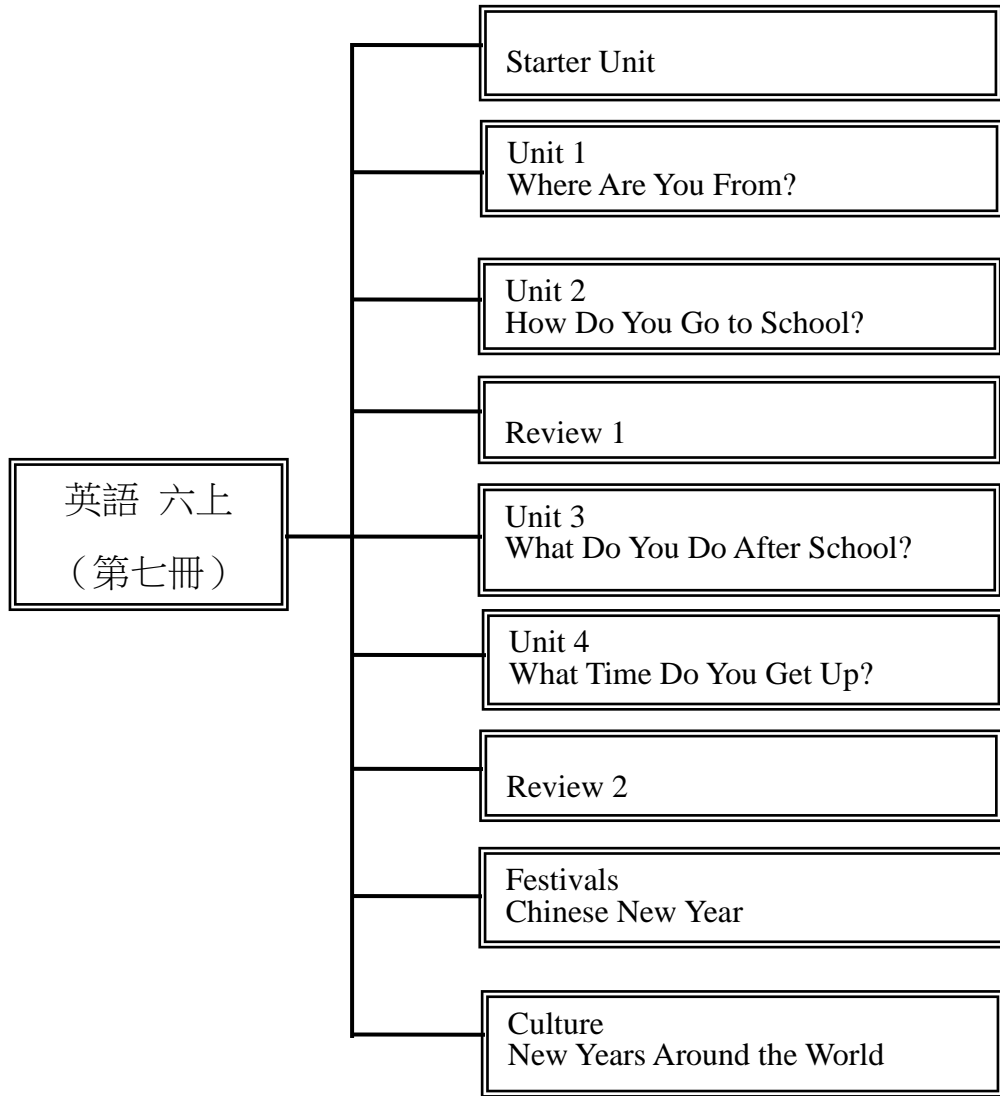 Starter Unit
Unit 1
Where Are You From?
Unit 2
How Do You Go to School?
Review 1
英語 六上
（第七冊）
Unit 3
What Do You Do After School?
Unit 4
What Time Do You Get Up?
Review 2
Festivals
Chinese New Year
Culture
New Years Around the World